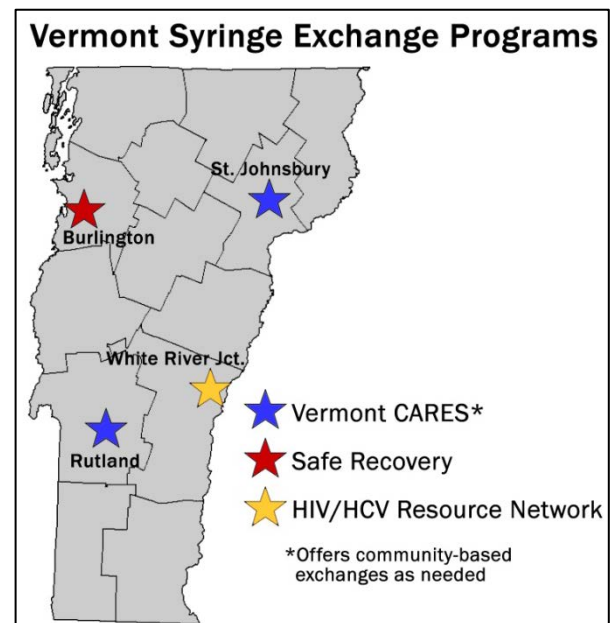 Vermont Syringe Exchange Programs
St. Johnsbury
Burlington
White River Jct.
Rutland
Vermont CARES*
Safe Recovery
HIV/HCV Resource Network
*Offers community-based
exchanges as needed